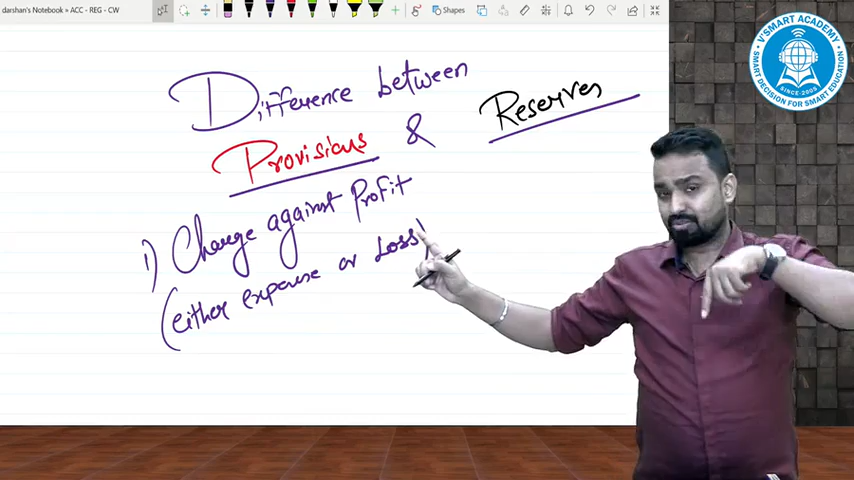 darshan's Notebook » ACC - REG - CW
Shapes
Difference between
Provisions & Reserves
1) Charge against Profit
(either expense or Loss)
V'SMART ACADEMY
SINCE-2009
SMART DECISION FOR SMART EDUCATION